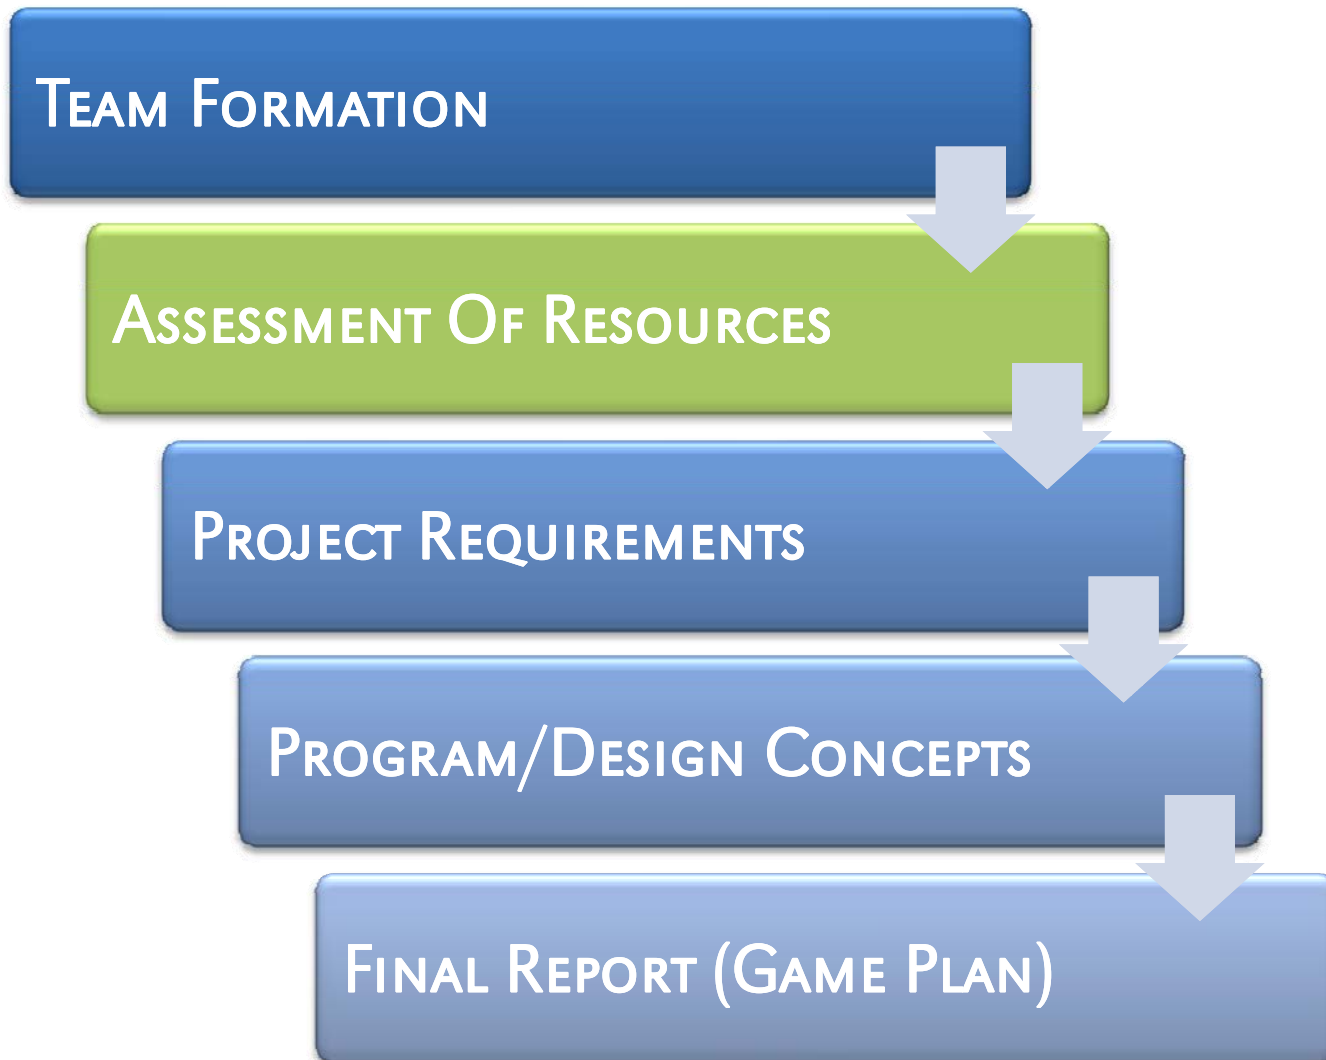 Team Formation
Assessment Of Resources
Project Requirements
Program/Design Concepts
Final Report (Game Plan)